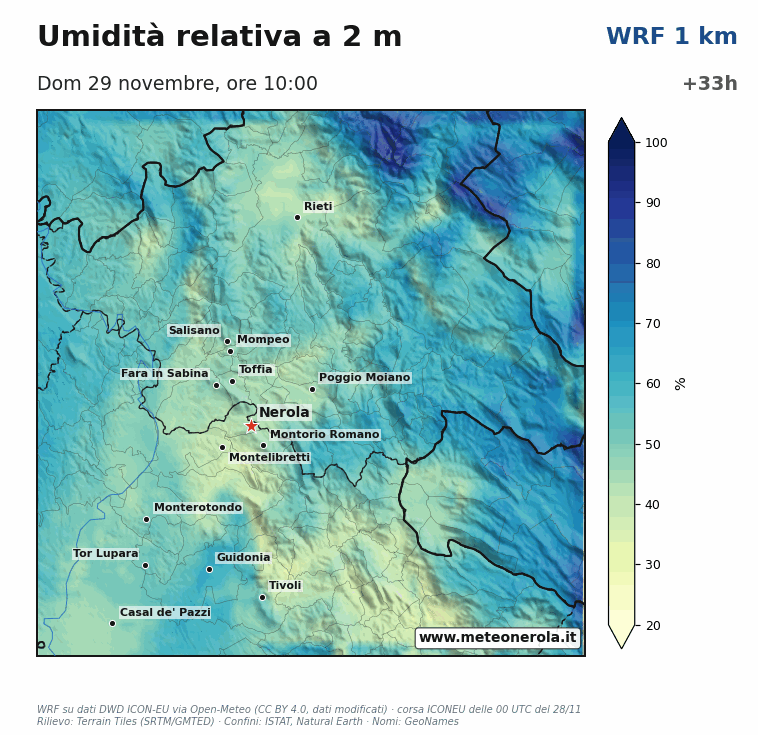 Umidità relativa a 2 m
WRF 1 km
Dom 29 novembre, ore 10:00
+33h
Rieti
Salisano
Mompeo
Toffia
Fara in Sabina
Poggio Moiano
Nerola
Montorio Romano
Montelibretti
Monterotondo
Tor Lupara
Guidonia
Tivoli
Casal de' Pazzi
www.meteonerola.it
100
90
80
70
60
50
40
30
20
%
WRF su dati DWD ICON-EU via Open-Meteo (CC BY 4.0, dati modificati) · corsa ICONEU delle 00 UTC del 28/11
Rilievo: Terrain Tiles (SRTM/GMTED) · Confini: ISTAT, Natural Earth · Nomi: GeoNames